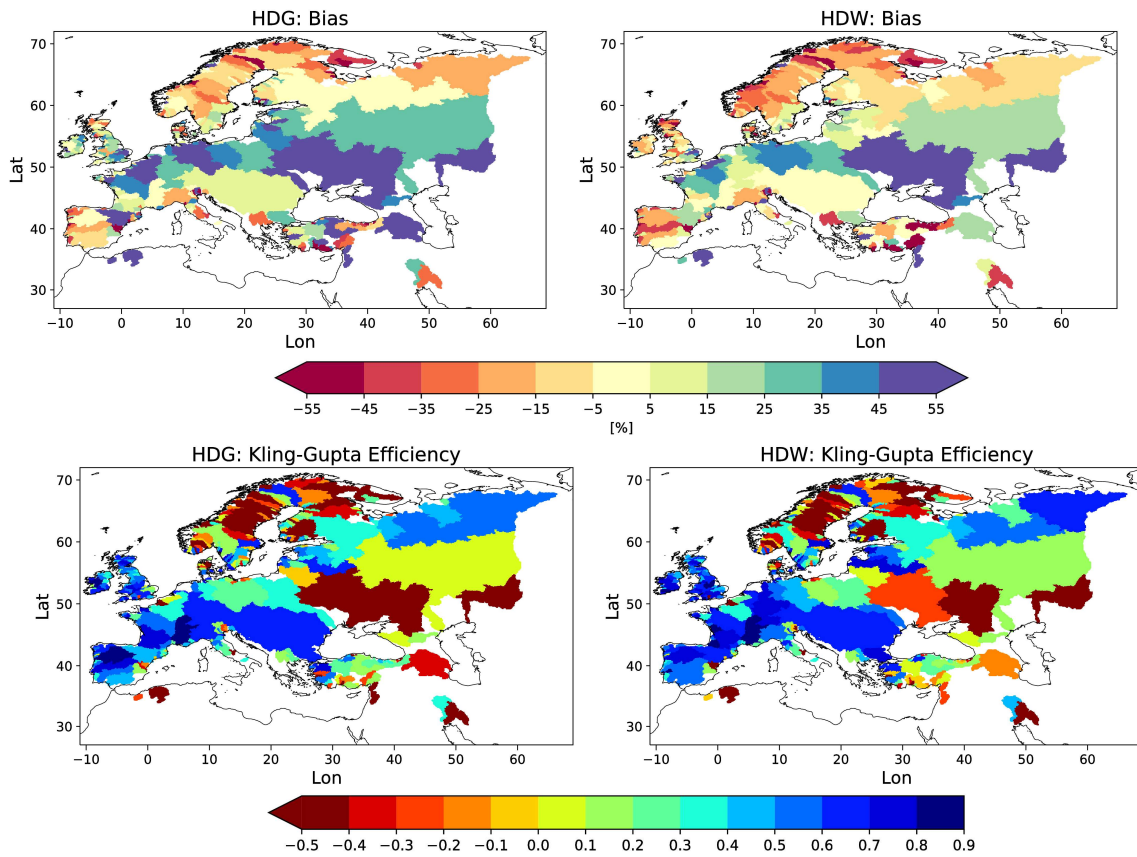 HDG: Bias
HDW: Bias
70
60
50
40
30
Lat
−10 0 10 20 30 40 50 60
Lon
70
60
50
40
30
Lat
−10 0 10 20 30 40 50 60
Lon
−55 −45 −35 −25 −15 −5 5 15 25 35 45 55
[%]
HDG: Kling-Gupta Efficiency
HDW: Kling-Gupta Efficiency
70
60
50
40
30
Lat
−10 0 10 20 30 40 50 60
Lon
70
60
50
40
30
Lat
−10 0 10 20 30 40 50 60
Lon
−0.5 −0.4 −0.3 −0.2 −0.1 0.0 0.1 0.2 0.3 0.4 0.5 0.6 0.7 0.8 0.9